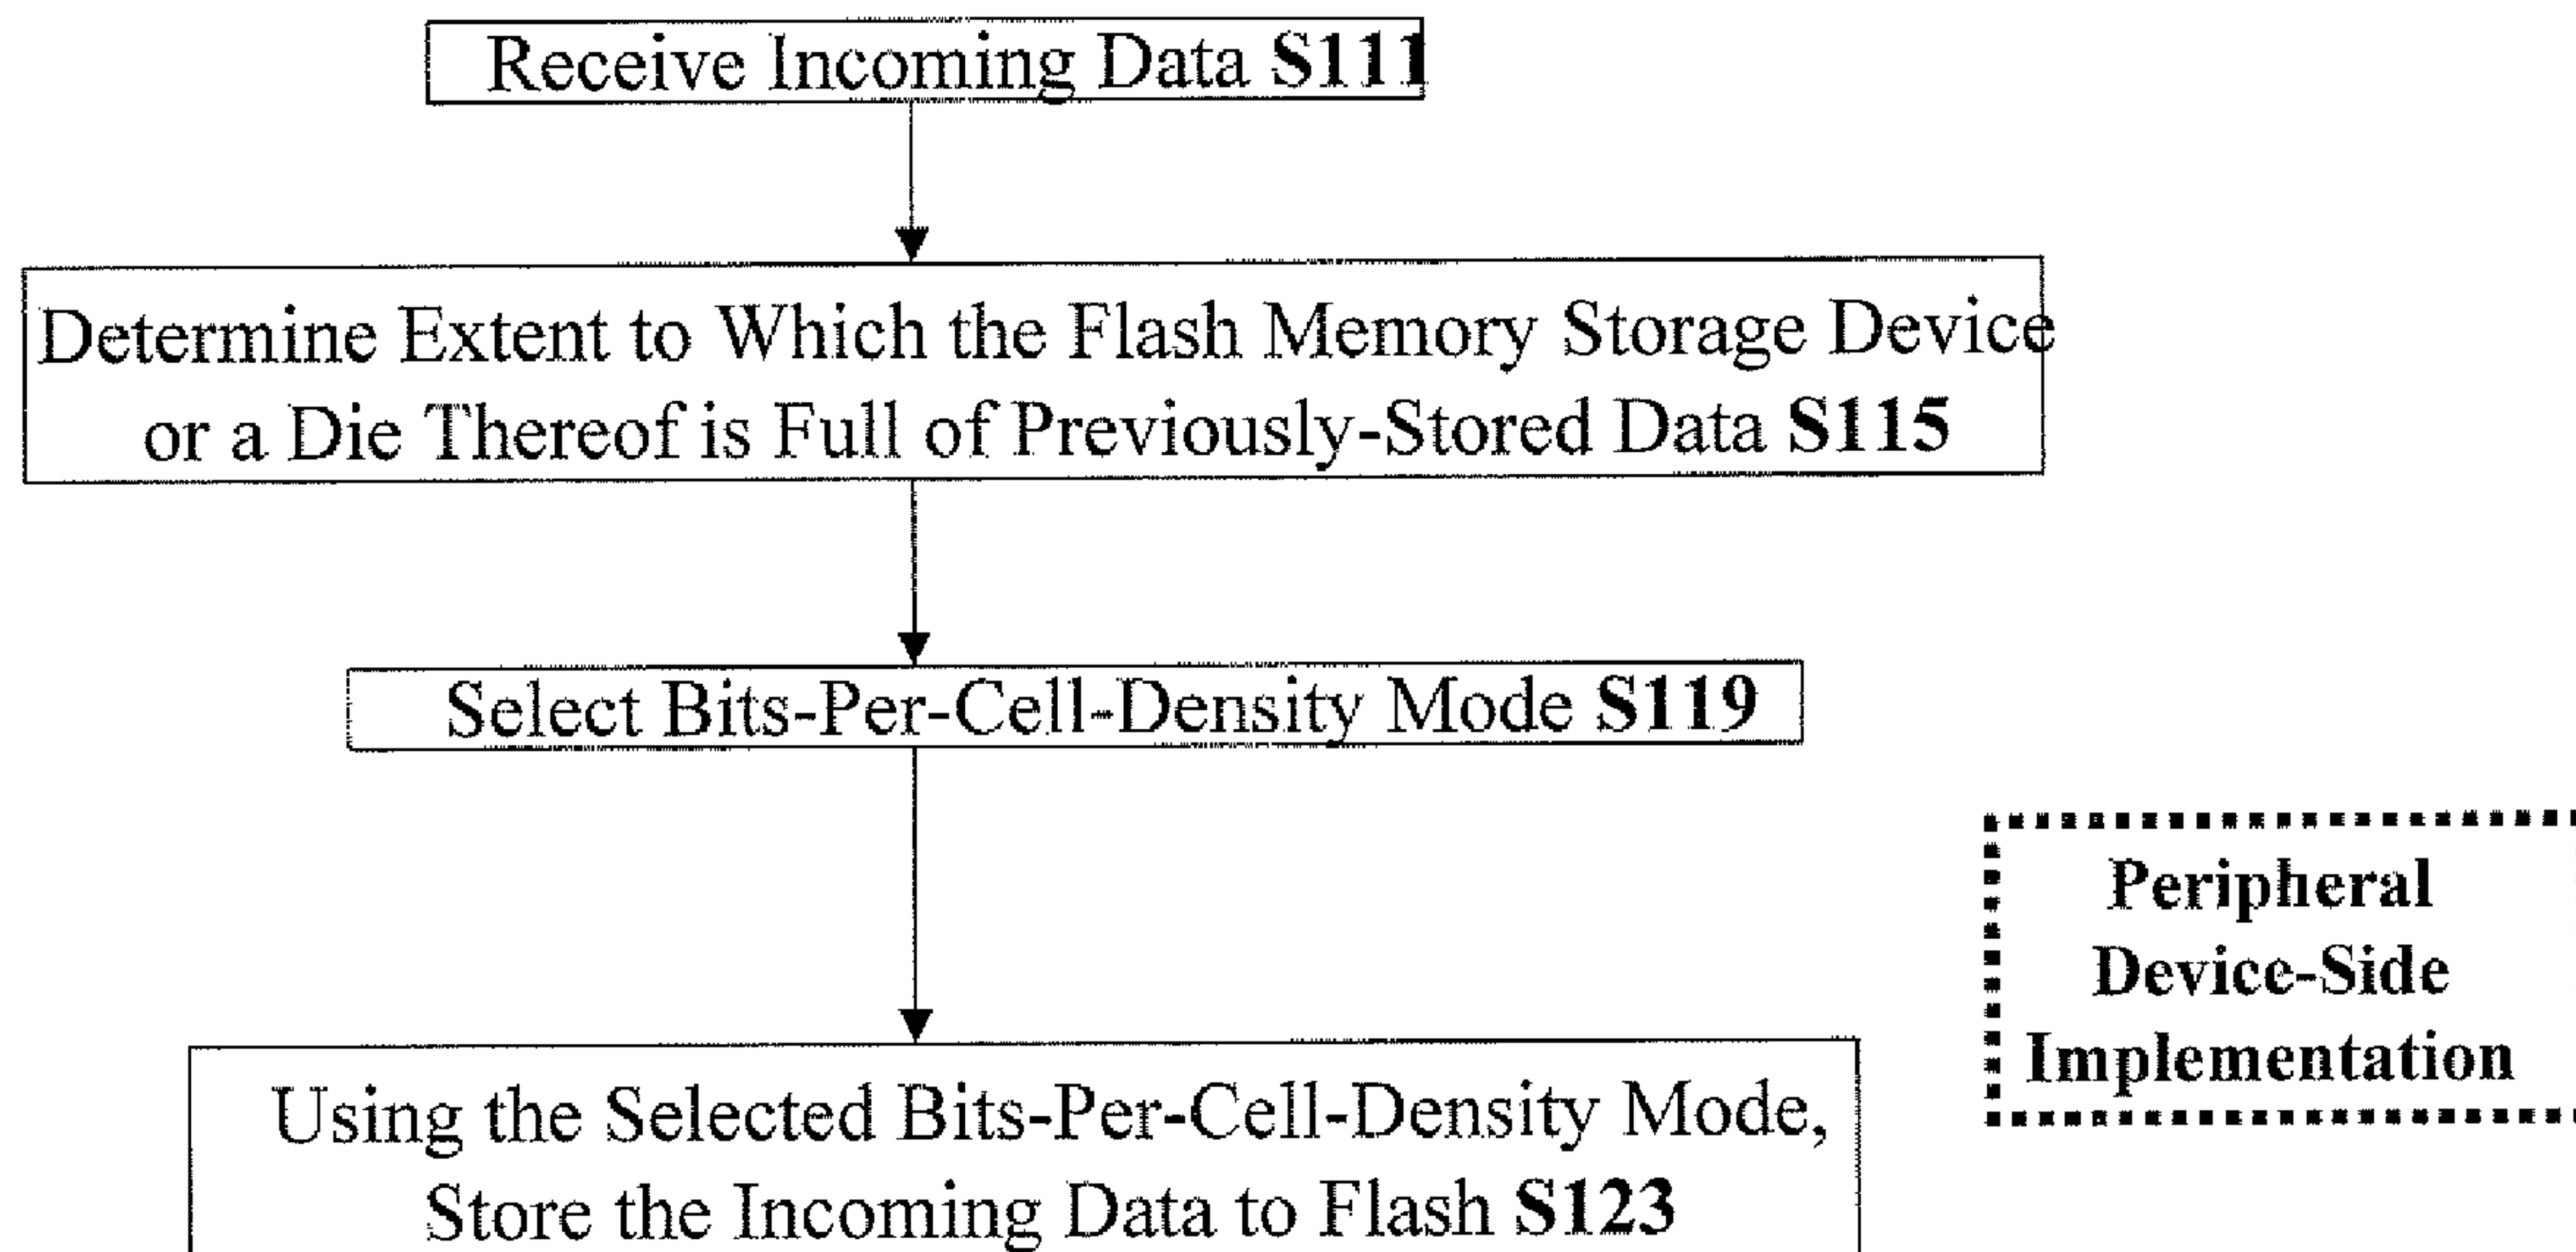 Receive Incoming Data S111
Determine Extent to Which the Flash Memory Storage Device
or a Die Thereof is Full of Previously-Stored Data S115
Select Bits-Per-Cell-Density Mode S119
Peripheral
Device-Side
Implementation
Using the Selected Bits-Per-Cell-Density Mode,
Store the Incoming Data to Flash S123